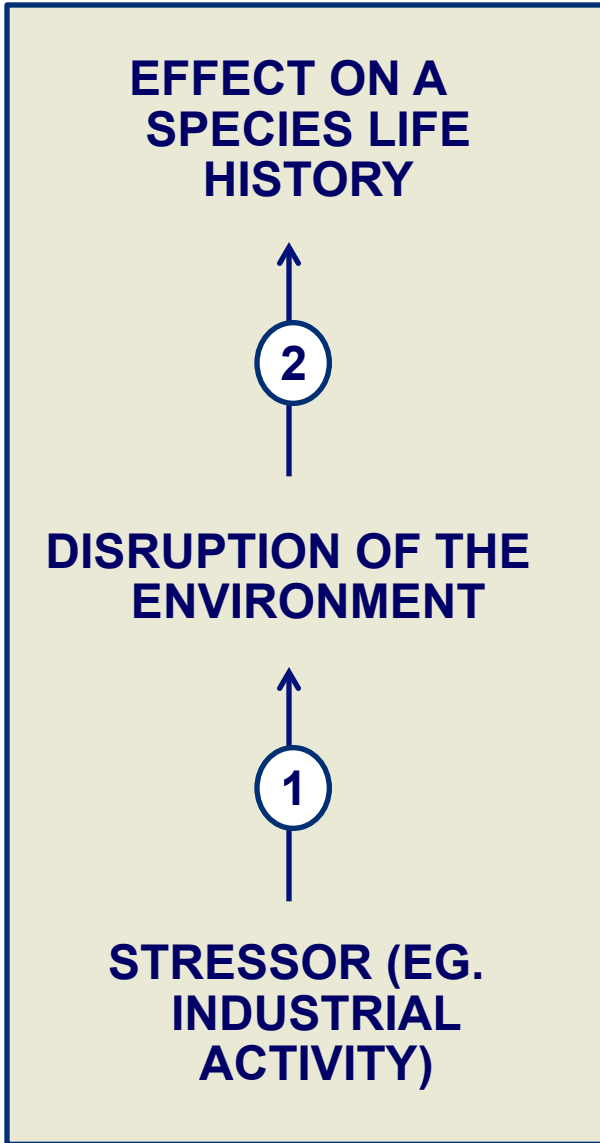 EFFECT ON A
SPECIES LIFE
HISTORY
2
DISRUPTION OF THE
ENVIRONMENT
1
STRESSOR (EG.
INDUSTRIAL
ACTIVITY)